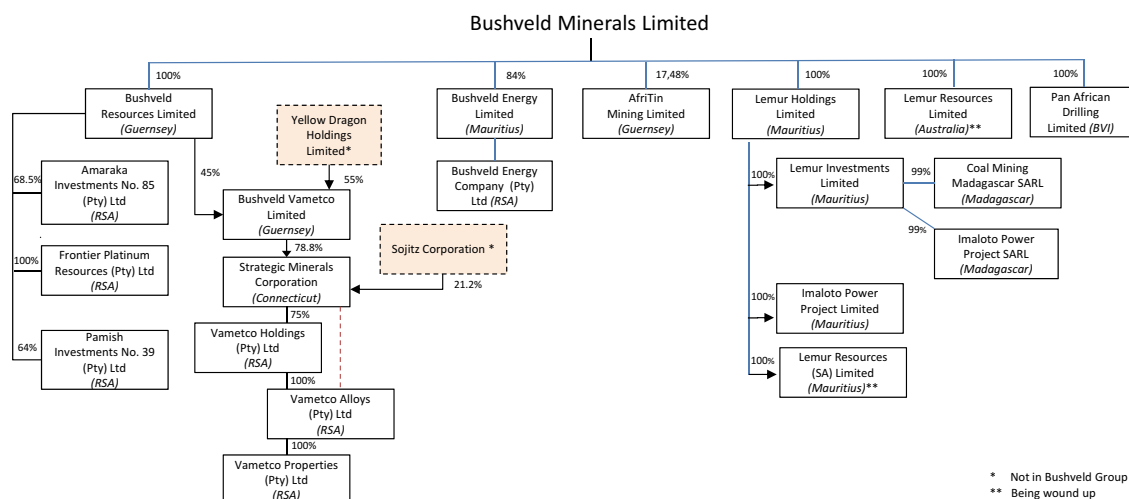 Bushveld Minerals Limited
100%
84%
17,48%
100%
100%
100%
Bushveld
Resources Limited
(Guernsey)
Bushveld Energy
Limited
(Mauritius)
AfriTin
Mining Limited
(Guernsey)
Lemur Holdings
Limited
(Mauritius)
Lemur Resources
Limited
(Australia)**
Pan African
Drilling
Limited (BVI)
Yellow Dragon
Holdings
Limited*
68.5%
Amaraka
Investments No. 85
(Pty) Ltd
(RSA)
45%
55%
Bushveld Energy
Company (Pty)
Ltd (RSA)
100%
Lemur Investments
Limited
(Mauritius)
99%
Coal Mining
Madagascar SARL
(Madagascar)
Bushveld Vametco
Limited
(Guernsey)
99%
Imaloto Power
Project SARL
(Madagascar)
78.8%
Sojitz Corporation *
100%
Frontier Platinum
Resources (Pty) Ltd
(RSA)
Strategic Minerals
Corporation
(Connecticut)
21.2%
100%
Imaloto Power
Project Limited
(Mauritius)
75%
64%
Pamish
Investments No. 39
(Pty) Ltd
(RSA)
Vametco Holdings
(Pty) Ltd
(RSA)
100%
Lemur Resources
(SA) Limited
(Mauritius)**
100%
Vametco Alloys
(Pty) Ltd
(RSA)
100%
Vametco Properties
(Pty) Ltd
(RSA)
* Not in Bushveld Group
** Being wound up